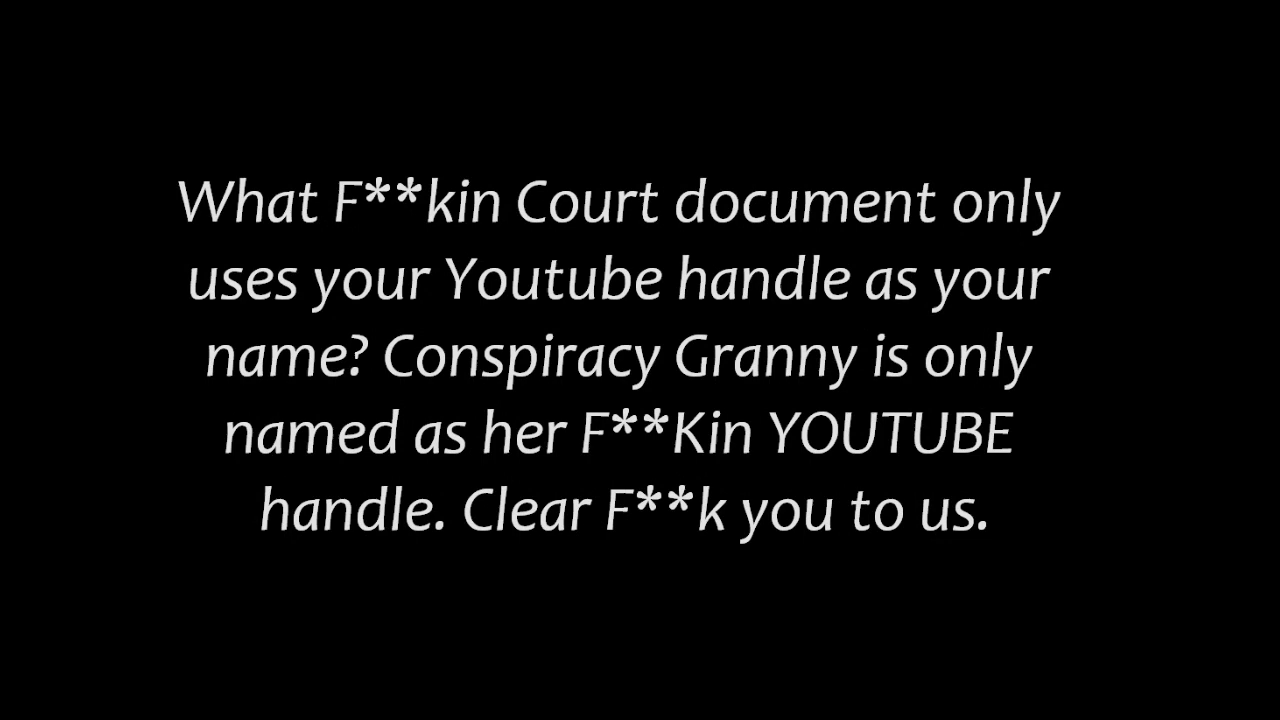 What F**kin Court document only
uses your Youtube handle as your
name? Conspiracy Granny is only
named as her F**Kin YOUTUBE
handle. Clear F**k you to us.